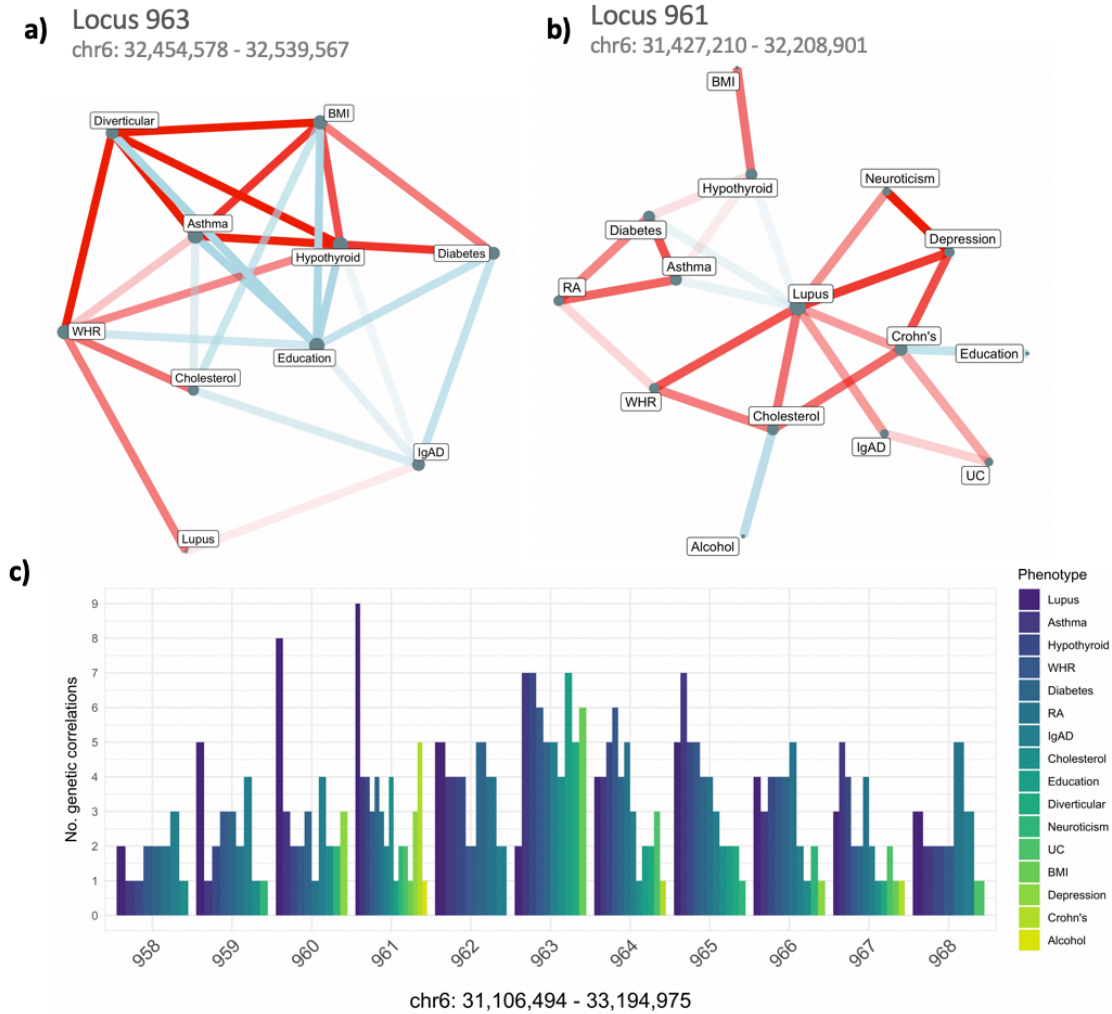 a) Locus 963
chr6: 32,454,578 - 32,539,567
Diverticular
BMI
Asthma
Hypothyroid
Diabetes
WHR
Education
Cholesterol
IgAD
Lupus
b) Locus 961
chr6: 31,427,210 - 32,208,901
BMI
Hypothyroid
Neuroticism
Diabetes
Depression
Asthma
RA
Lupus
Crohn's
Education
WHR
Cholesterol
IgAD
UC
Alcohol
c)
No. genetic correlations
9
8
7
6
5
4
3
2
1
0
958 959 960 961 962 963 964 965 966 967 968
chr6: 31,106,494 - 33,194,975
Phenotype
Lupus
Asthma
Hypothyroid
WHR
Diabetes
RA
IgAD
Cholesterol
Education
Diverticular
Neuroticism
UC
BMI
Depression
Crohn's
Alcohol